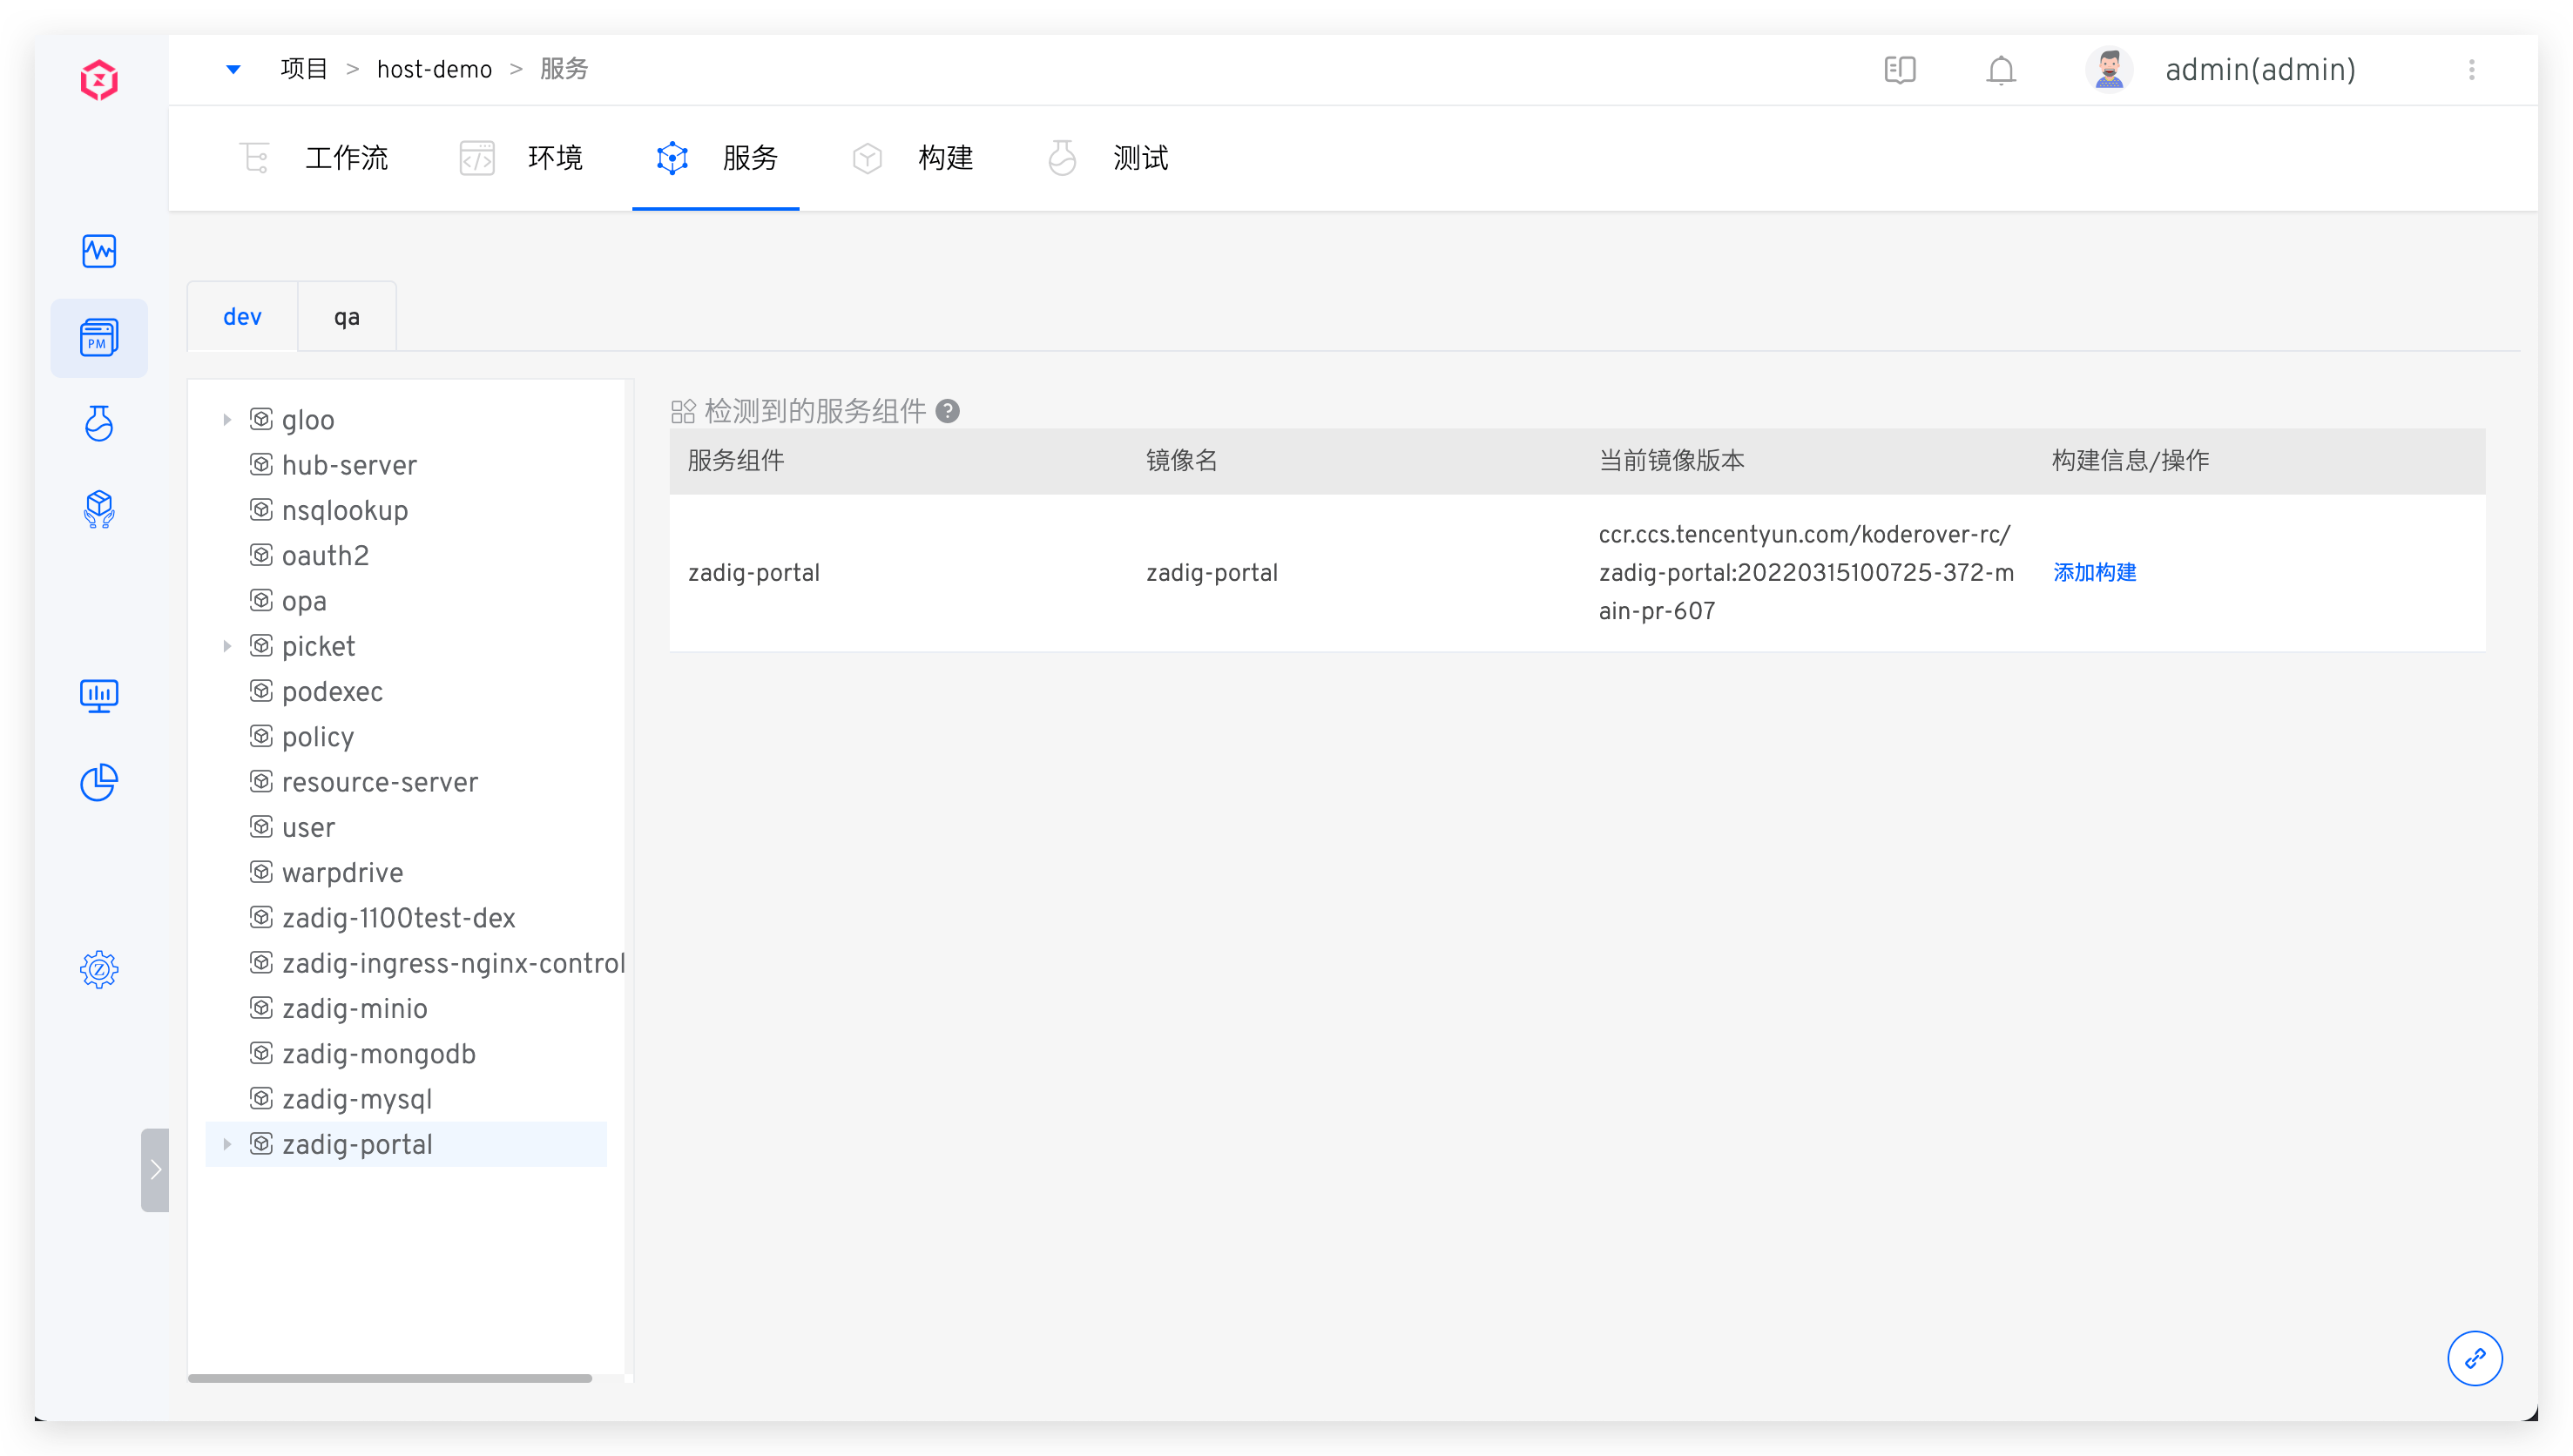 项目 > host-demo > 服务
admin(admin)
工作流 环境 服务 构建 测试
PM
dev qa
gloo
hub-server
nsqlookup
oauth2
opa
picket
podexec
policy
resource-server
user
warpdrive
zadig-1100test-dex
zadig-ingress-nginx-control
zadig-minio
zadig-mongodb
zadig-mysql
zadig-portal
检测到的服务组件 ?
服务组件 镜像名 当前镜像版本 构建信息/操作
zadig-portal zadig-portal ccr.ccs.tencentyun.com/koderover-rc/
zadig-portal:20220315100725-372-m
ain-pr-607
添加构建